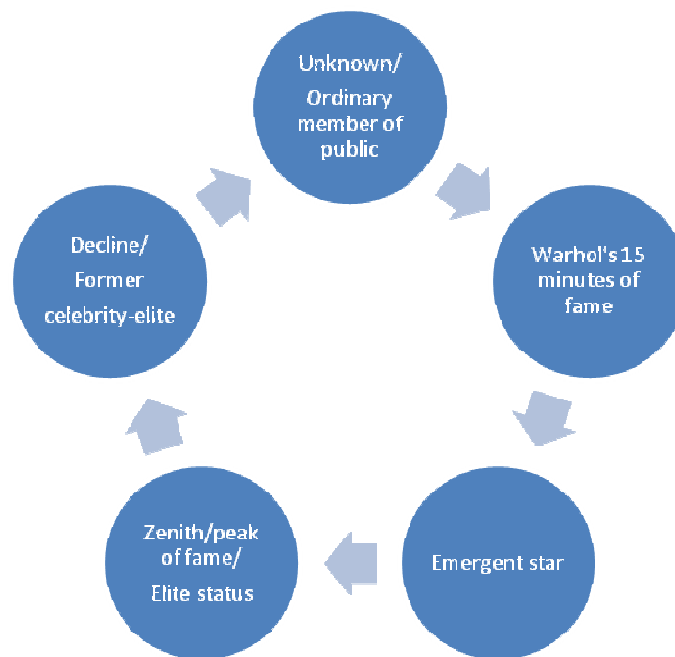 Unknown/
Ordinary
member of
public
Warhol's 15
minutes of
fame
Emergent star
Zenith/peak
of fame/
Elite status
Decline/
Former
celebrity-elite